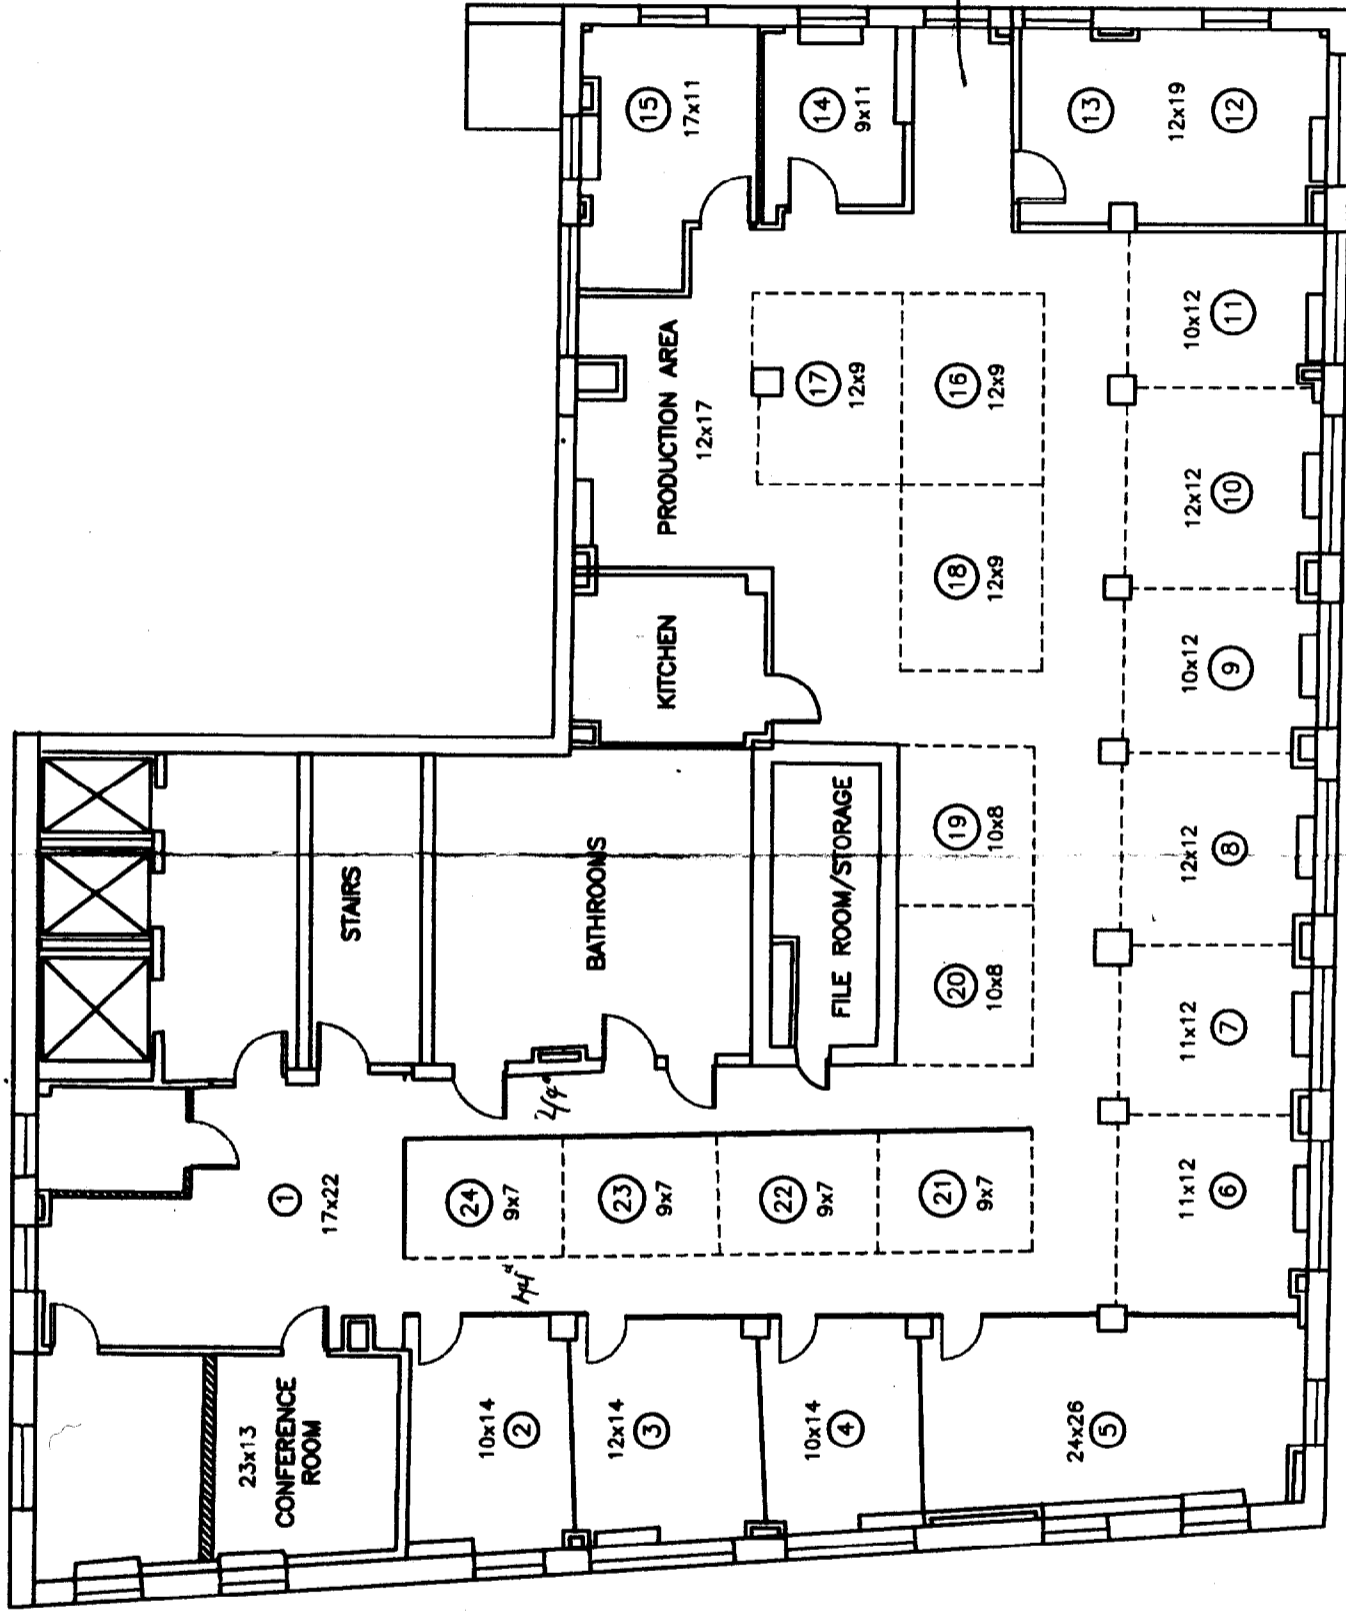 1
17x22
23x13
CONFERENCE
ROOM
10x14
2
12x14
3
10x14
4
24x26
5
24
9x7
23
9x7
22
9x7
21
9x7
STAIRS
BATHROOMS
FILE ROOM/STORAGE
20
10x8
19
10x8
KITCHEN
PRODUCTION AREA
12x17
18
12x9
17
12x9
16
12x9
15
17x11
14
9x11
13
12x19
12
11x12
6
11x12
7
12x12
8
10x12
9
12x12
10
10x12
11